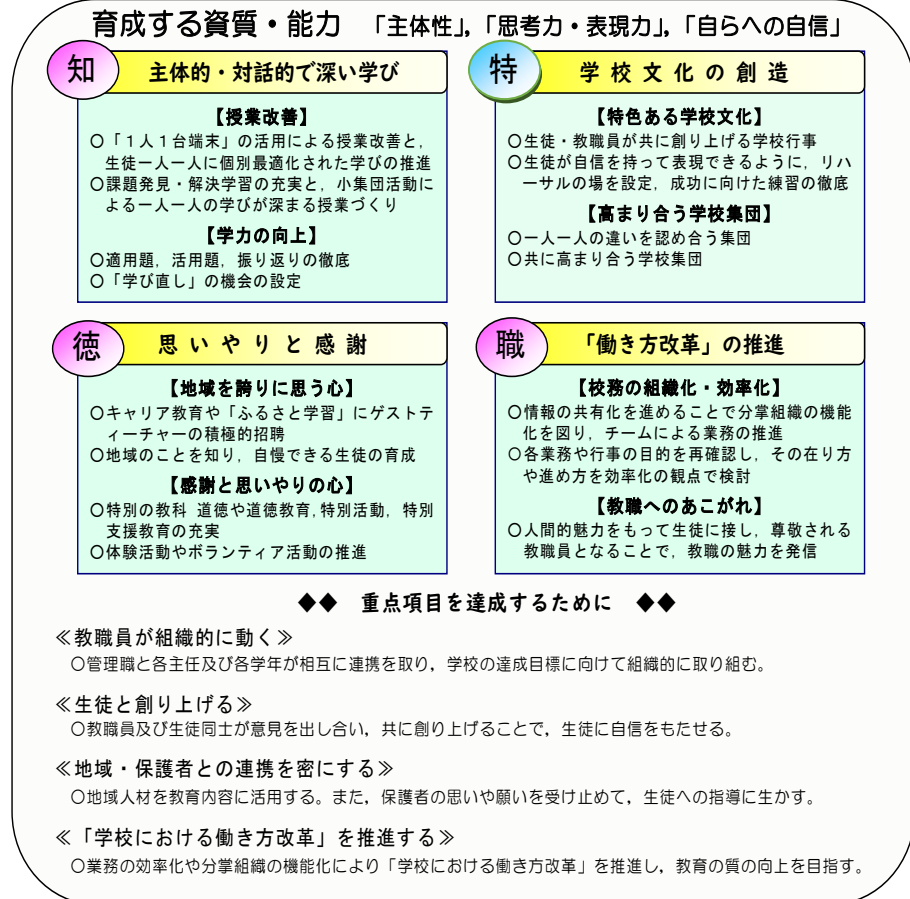 育成する資質・能力　「主体性」，「思考力・表現力」，「自らへの自信」
知　主体的・対話的で深い学び
【授業改善】
○「１人１台端末」の活用による授業改善と，
生徒一人一人に個別最適化された学びの推進
○課題発見・解決学習の充実と，小集団活動に
よる一人一人の学びが深まる授業づくり
【学力の向上】
○適用題，活用題，振り返りの徹底
○「学び直し」の機会の設定
特　学校文化の創造
【特色ある学校文化】
○生徒・教職員が共に創り上げる学校行事
○生徒が自信を持って表現できるように，リハ
ーサルの場を設定，成功に向けた練習の徹底
【高まり合う学校集団】
○一人一人の違いを認め合う集団
○共に高まり合う学校集団
徳　思いやりと感謝
【地域を誇りに思う心】
○キャリア教育や「ふるさと学習」にゲストテ
ィーチャーの積極的招聘
○地域のことを知り，自慢できる生徒の育成
【感謝と思いやりの心】
○特別の教科 道徳や道徳教育，特別活動，特別
支援教育の充実
○体験活動やボランティア活動の推進
職　「働き方改革」の推進
【校務の組織化・効率化】
○情報の共有化を進めることで分掌組織の機能
化を図り，チームによる業務の推進
○各業務や行事の目的を再確認し，その在り方
や進め方を効率化の観点で検討
【教職へのあこがれ】
○人間的魅力をもって生徒に接し，尊敬される
教職員となることで，教職の魅力を発信
◆◆　重点項目を達成するために　◆◆
≪教職員が組織的に動く≫
○管理職と各主任及び各学年が相互に連携を取り，学校の達成目標に向けて組織的に取り組む。
≪生徒と創り上げる≫
○教職員及び生徒同士が意見を出し合い，共に創り上げることで，生徒に自信をもたせる。
≪地域・保護者との連携を密にする≫
○地域人材を教育内容に活用する。また，保護者の思いや願いを受け止めて，生徒への指導に生かす。
≪「学校における働き方改革」を推進する≫
○業務の効率化や分掌組織の機能化により「学校における働き方改革」を推進し，教育の質の向上を目指す。